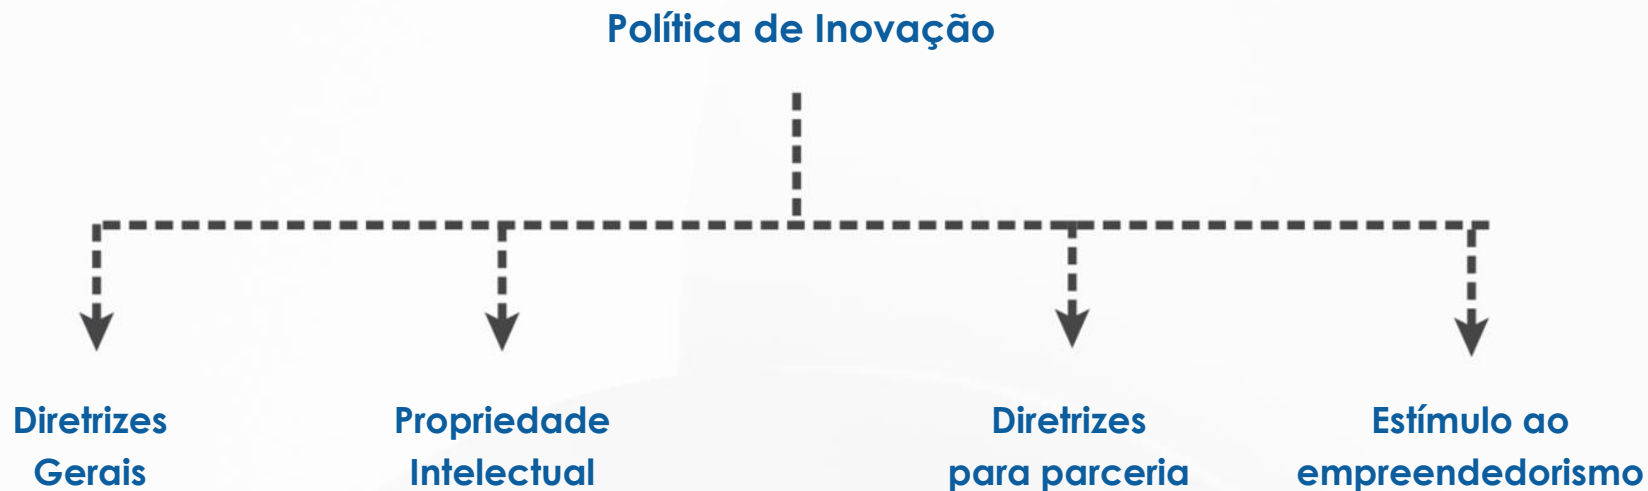 Política de Inovação
Diretrizes
Gerais
Propriedade
Intelectual
Diretrizes
para parceria
Estímulo ao
empreendedorismo